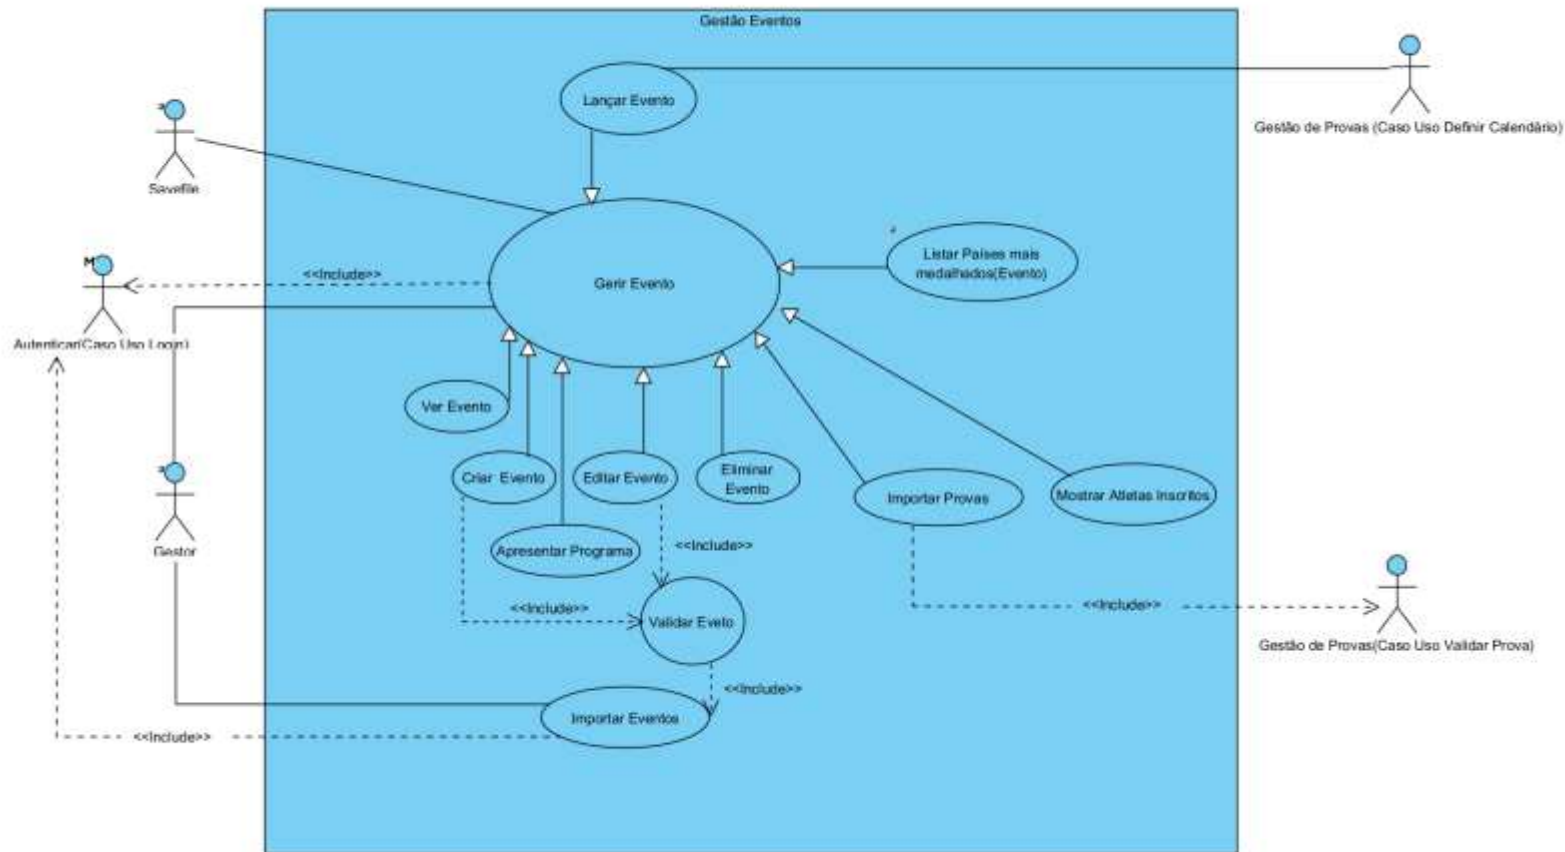 Gestão Eventos
Lançar Evento
Gestão de Provas (Caso Uso Definir Calendário)
Savefile
Listar Países mais
medalhados(Evento)
<<Include>>
Gerir Evento
Autenticar(Caso Uso Login)
Ver Evento
Criar Evento
Editar Evento
Eliminar
Evento
Importar Provas
Mostrar Atletas Inscritos
Gestor
Apresentar Programa
<<Include>>
<<Include>>
<<Include>>
Validar Eveto
Gestão de Provas(Caso Uso Validar Prova)
<<Include>>
Importar Eventos
<<Include>>